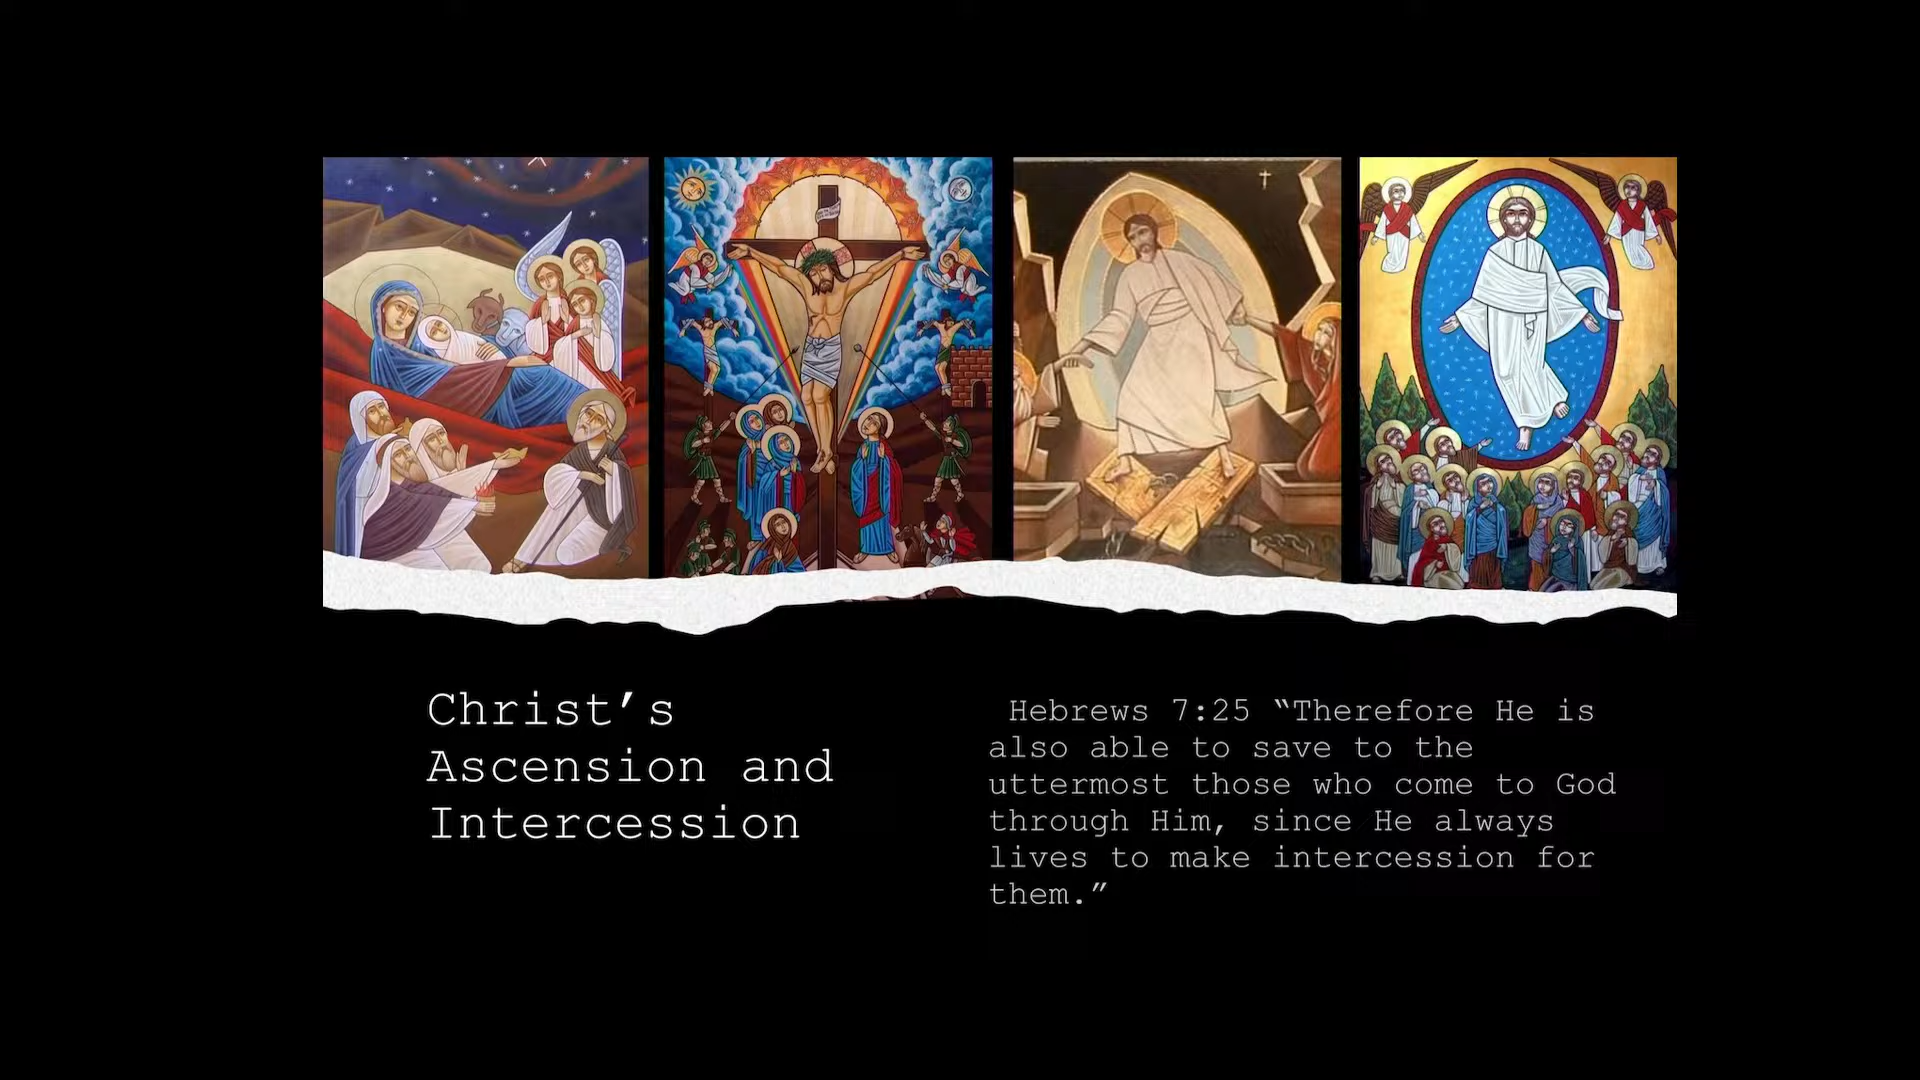 Christ’s
Ascension and
Intercession
Hebrews 7:25 “Therefore He is
also able to save to the
uttermost those who come to God
through Him, since He always
lives to make intercession for
them.”